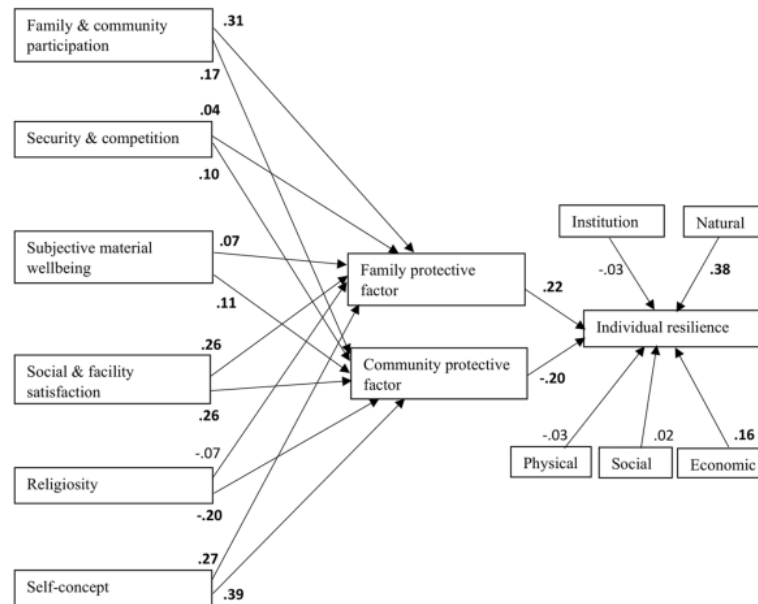 Family & community
participation
.31
.17
.04
Security & competition
.10
Subjective material
wellbeing
.07
.11
Social & facility
satisfaction
.26
.26
Religiosity
-.07
-.20
Self-concept
.27
.39
Family protective
factor
.22
Community protective
factor
-.20
Institution
Natural
-.03
.38
Individual resilience
-.03
.02
.16
Physical
Social
Economic